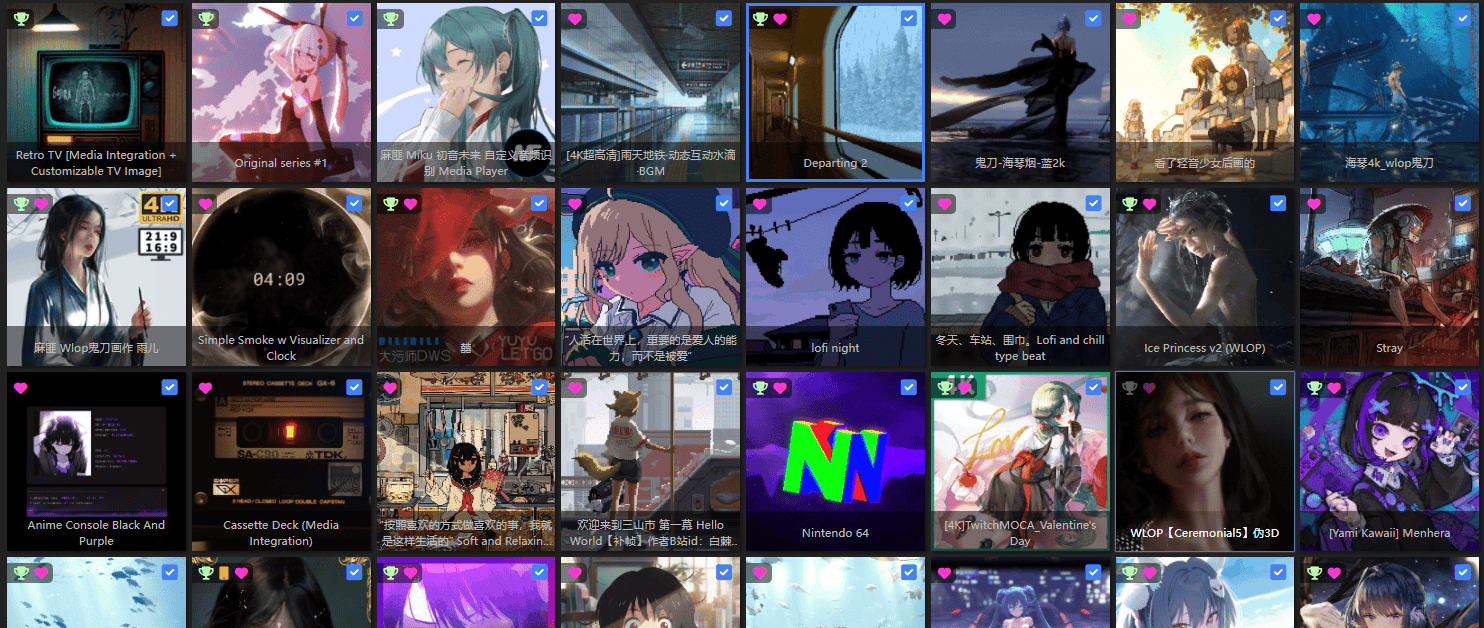 GOJIRA
Retro TV [Media Integration +
Customizable TV Image]
Original series #1
麻匪 Miku 初音未来 自定义音频识
别 Media Player
[4K超高清]雨天地铁·动态互动水滴
·BGM
Departing 2
鬼刀-海琴烟-蓝2k
看了轻音少女后画的
海琴4k_wlop鬼刀
4K
ULTRAHD
21:9
16:9
麻匪 Wlop鬼刀画作 雨儿
04:09
Simple Smoke w Visualizer and
Clock
BILIBILI
大污师DWS
YUYU
LETGO
"人活在世界上，重要的是爱人的能
力，而不是被爱"
lofi night
冬天、车站、围巾。Lofi and chill
type beat
Ice Princess v2 (WLOP)
Stray
Anime Console Black And
Purple
STEREO CASSETTE DECK GX-6
A
SA-C90
TDK
3 HEAD/CLOSED LOOP DOUBLE CAPSTAN
Cassette Deck (Media
Integration)
"按照喜欢的方式做喜欢的事，我就
是这样生活的" Soft and Relaxin...
欢迎来到三山市 第一幕 Hello
World【补帧】作者B站id：白棘..
Nintendo 64
Lov
[4K]TwitchMOCA_Valentine's
Day
WLOP【Ceremonial5】伪3D
[Yami Kawaii] Menhera